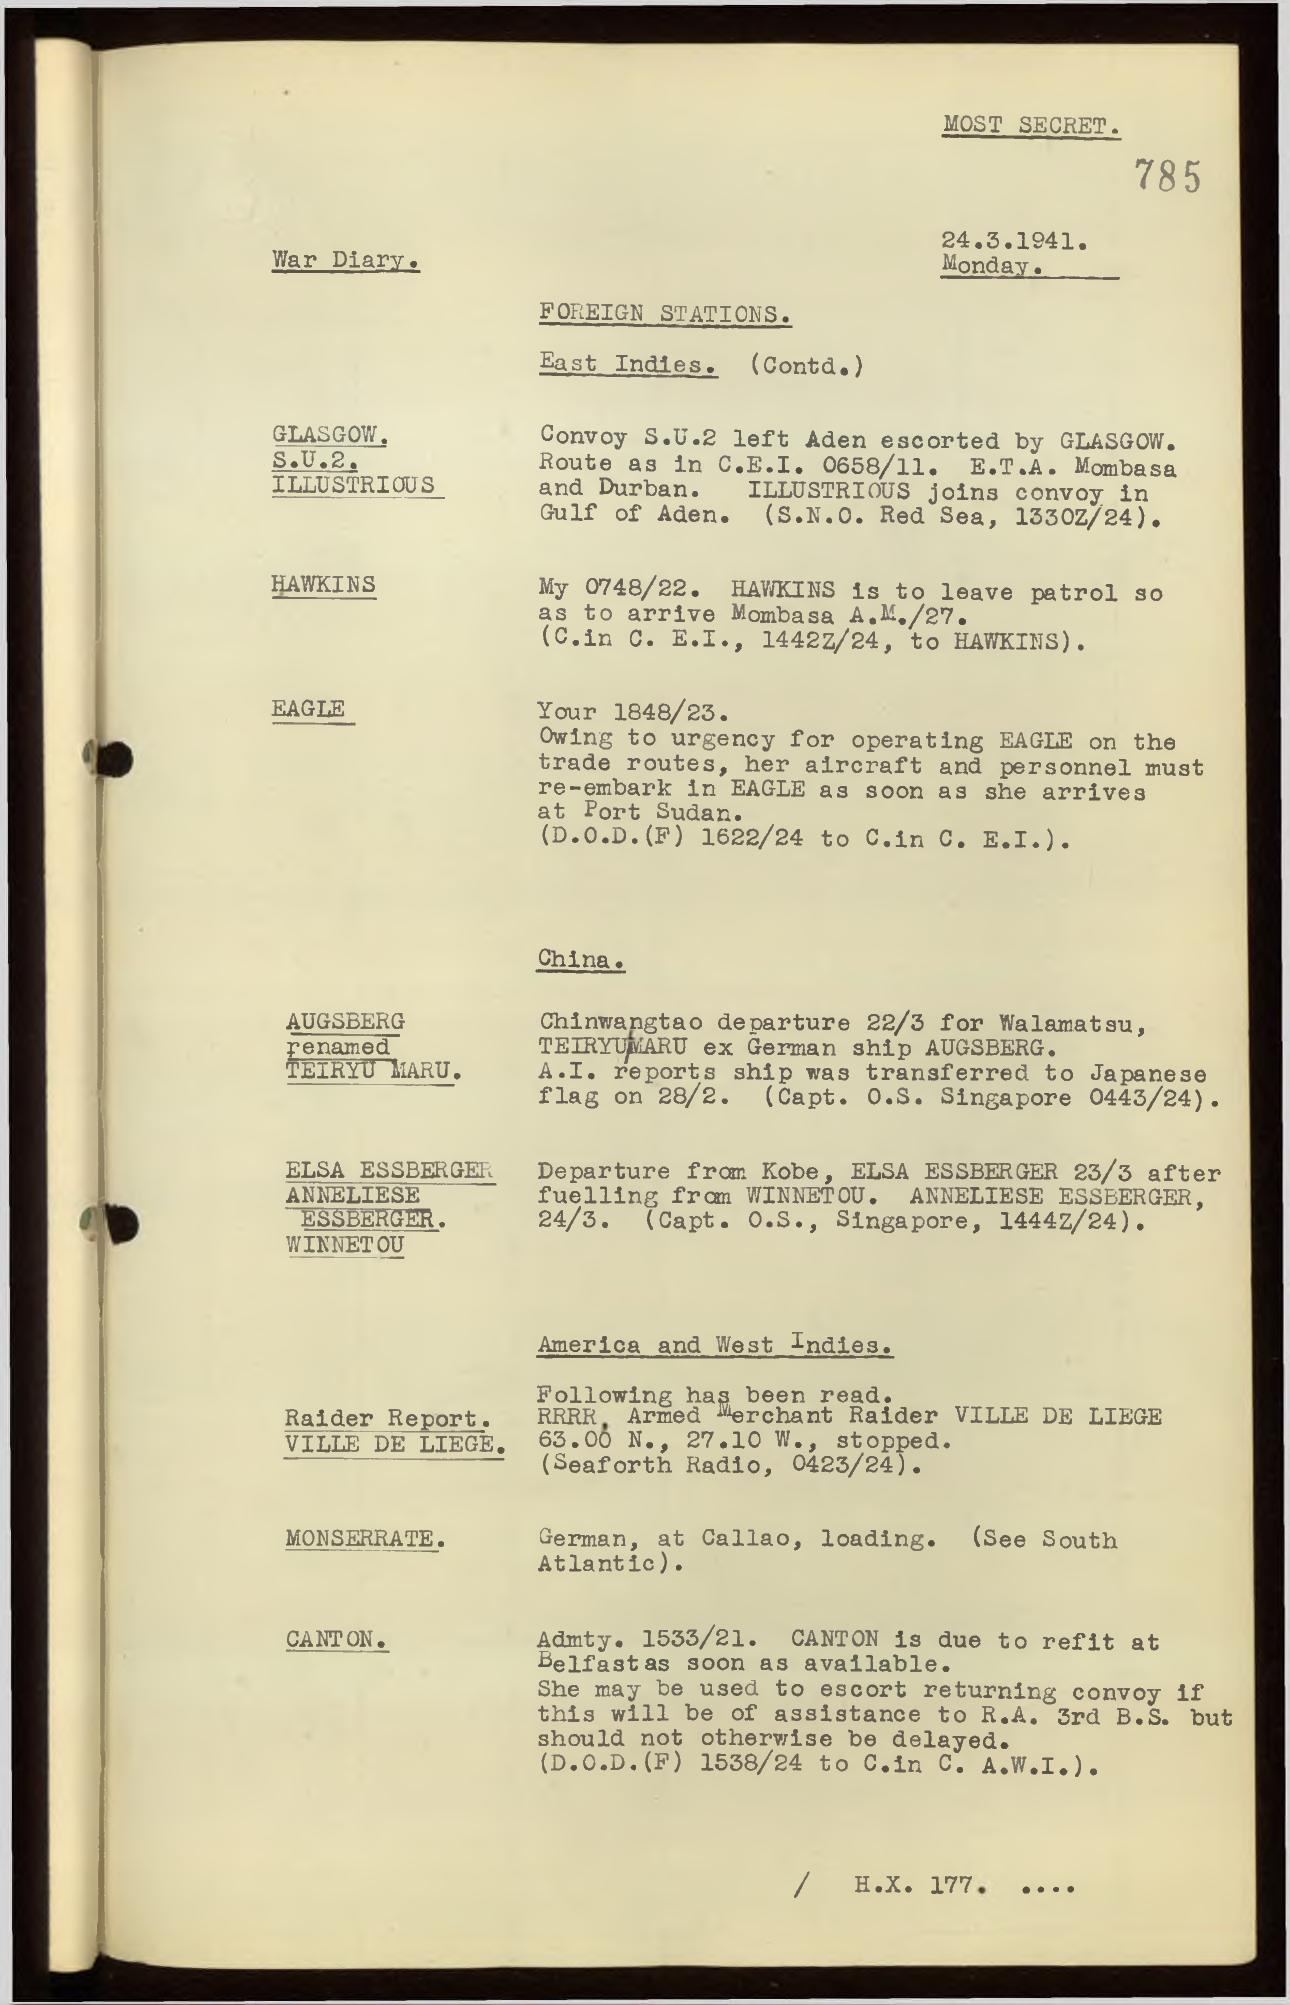 MOST SECRET.
785
24.3.1941.
War Diary.
Monday.
FOREIGN STATIONS.
East Indies. (Contd.)
GLASGOW.
S.U.2.
ILLUSTRIOUS
Convoy S.U.2 left Aden escorted by GLASGOW.
Route as in C.E.I. 0658/11. E.T.A. Mombasa
and Durban. ILLUSTRIOUS joins convoy in
Gulf of Aden. (S.N.O. Red Sea, 1330Z/24).
HAWKINS
My 0748/22. HAWKINS is to leave patrol so
as to arrive Mombasa A.M./27.
(C.in C. E.I., 1442Z/24, to HAWKINS).
EAGLE
Your 1848/23.
Owing to urgency for operating EAGLE on the
trade routes, her aircraft and personnel must
re-embark in EAGLE as soon as she arrives
at Port Sudan.
(D.O.D.(F) 1622/24 to C.in C. E.I.).
China.
AUGSBERG
renamed
TEIRYU MARU.
Chinwangtao departure 22/3 for Walamatsu,
TEIRYU/MARU ex German ship AUGSBERG.
A.I. reports ship was transferred to Japanese
flag on 28/2. (Capt. O.S. Singapore 0443/24).
ELSA ESSBERGER
ANNELIESE
ESSBERGER.
WINNETOU
Departure from Kobe, ELSA ESSBERGER 23/3 after
fuelling from WINNETOU. ANNELIESE ESSBERGER,
24/3. (Capt. O.S., Singapore, 1444Z/24).
America and West Indies.
Raider Report.
VILLE DE LIEGE.
Following has been read.
RRRR, Armed Merchant Raider VILLE DE LIEGE
63.00 N., 27.10 W., stopped.
(Seaforth Radio, 0423/24).
MONSERRATE.
German, at Callao, loading. (See South
Atlantic).
CANTON.
Admty. 1533/21. CANTON is due to refit at
Belfast as soon as available.
She may be used to escort returning convoy if
this will be of assistance to R.A. 3rd B.S. but
should not otherwise be delayed.
(D.O.D.(F) 1538/24 to C.in C. A.W.I.).
/ H.X. 177. ....